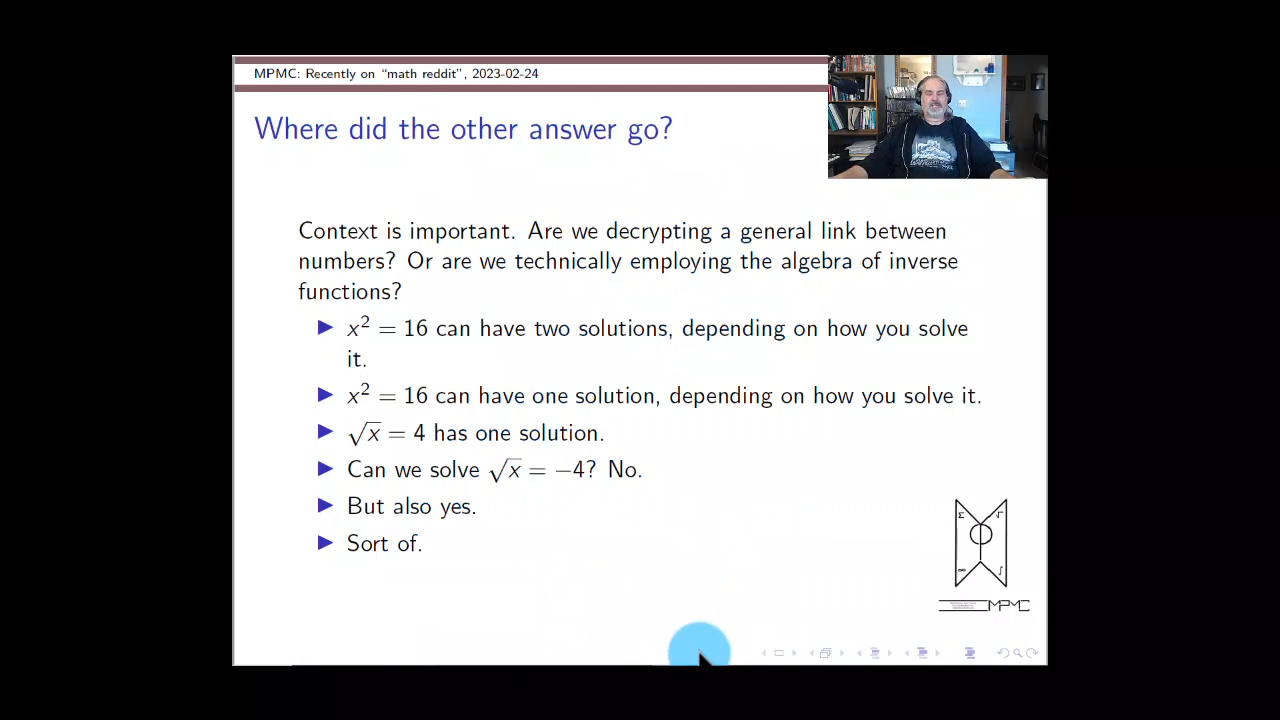 MPMC: Recently on “math reddit”, 2023-02-24
Where did the other answer go?
Context is important. Are we decrypting a general link between
numbers? Or are we technically employing the algebra of inverse
functions?
▶ x² = 16 can have two solutions, depending on how you solve
it.
▶ x² = 16 can have one solution, depending on how you solve it.
▶ √x = 4 has one solution.
▶ Can we solve √x = −4? No.
▶ But also yes.
▶ Sort of.
Σ √
∞ ∫
MPMC